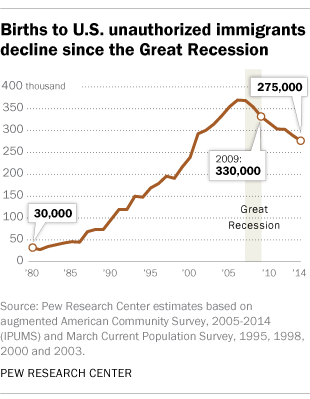 Births to U.S. unauthorized immigrants
decline since the Great Recession
400 thousand
275,000
350
300
2009:
330,000
250
200
150
30,000
Great
Recession
100
50
0
'80 '85 '90 '95 '00 '05 '10 '14
Source: Pew Research Center estimates based on
augmented American Community Survey, 2005-2014
(IPUMS) and March Current Population Survey, 1995, 1998,
2000 and 2003.
PEW RESEARCH CENTER